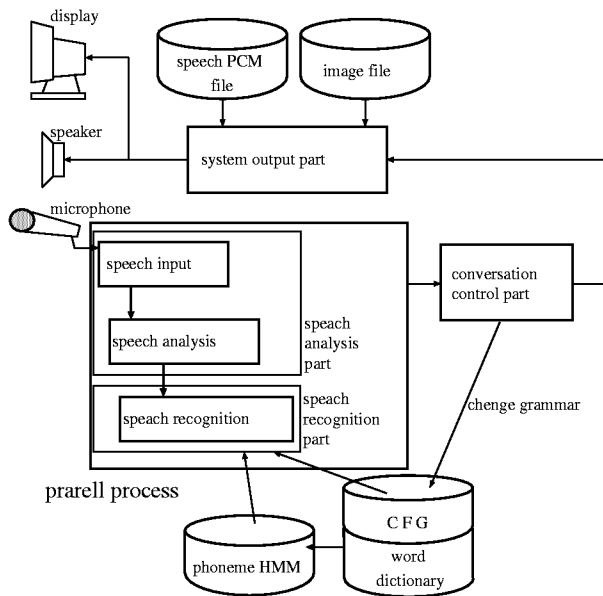 display
speech PCM
file
image file
speaker
system output part
microphone
speech input
conversation
control part
speach
analysis
part
speech analysis
speach
recognition
part
speach recognition
chenge grammar
prarell process
C F G
word
dictionary
phoneme HMM